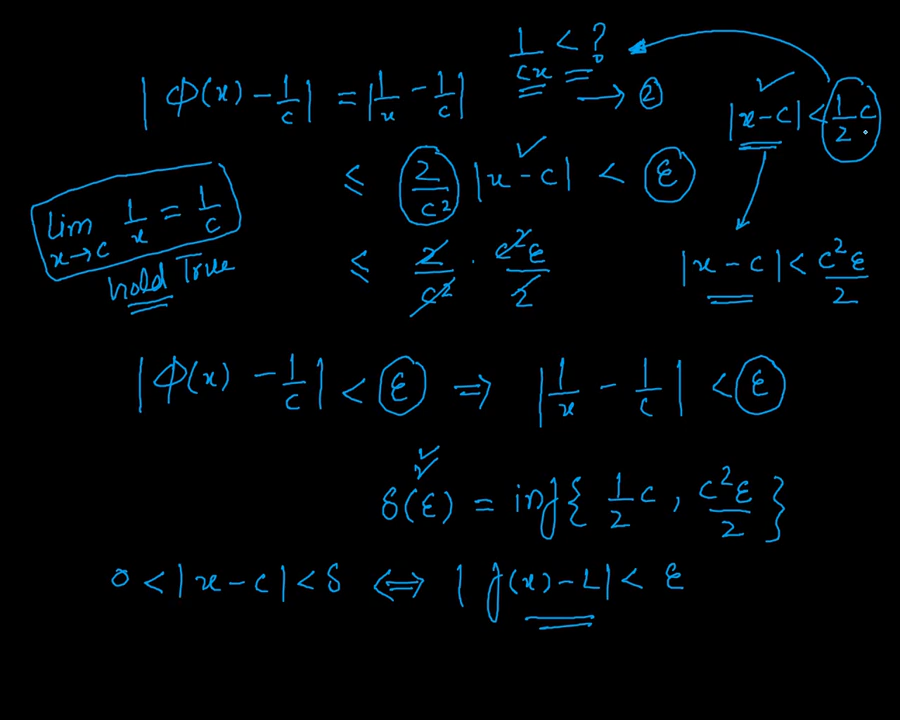 1/cx < ?
→ ②
|ϕ(x) − 1/c| = |1/x − 1/c|
|x − c| < 1/2 c
≤ 2/c² |x − c| < ε
lim x→c 1/x = 1/c
hold True
≤ 2/c² · c²ε/2
|x − c| < c²ε/2
|ϕ(x) − 1/c| < ε ⇒ |1/x − 1/c| < ε
δ(ε) = inf{ 1/2 c , c²ε/2 }
0 < |x − c| < δ ⇔ |f(x) − L| < ε